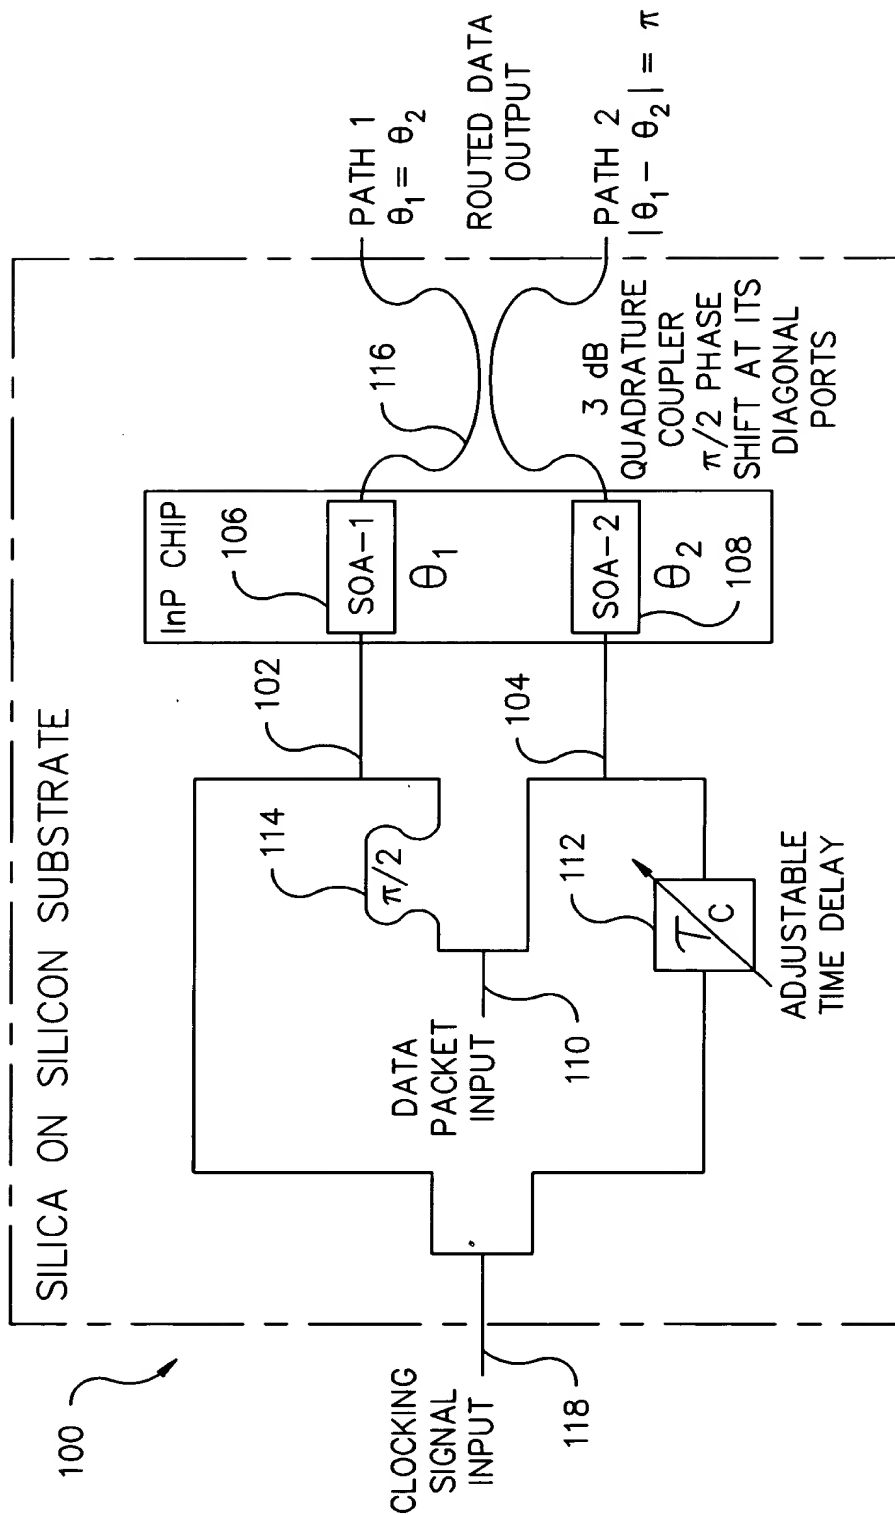 100
SILICA ON SILICON SUBSTRATE
CLOCKING
SIGNAL
INPUT
118
DATA
PACKET
INPUT
110
114
π/2
112
τ
C
ADJUSTABLE
TIME DELAY
102
104
InP CHIP
106
SOA-1
θ₁
SOA-2
θ₂
108
116
3 dB
QUADRATURE
COUPLER
π/2 PHASE
SHIFT AT ITS
DIAGONAL
PORTS
PATH 1
θ₁ = θ₂
ROUTED DATA
OUTPUT
PATH 2
|θ₁ - θ₂| = π